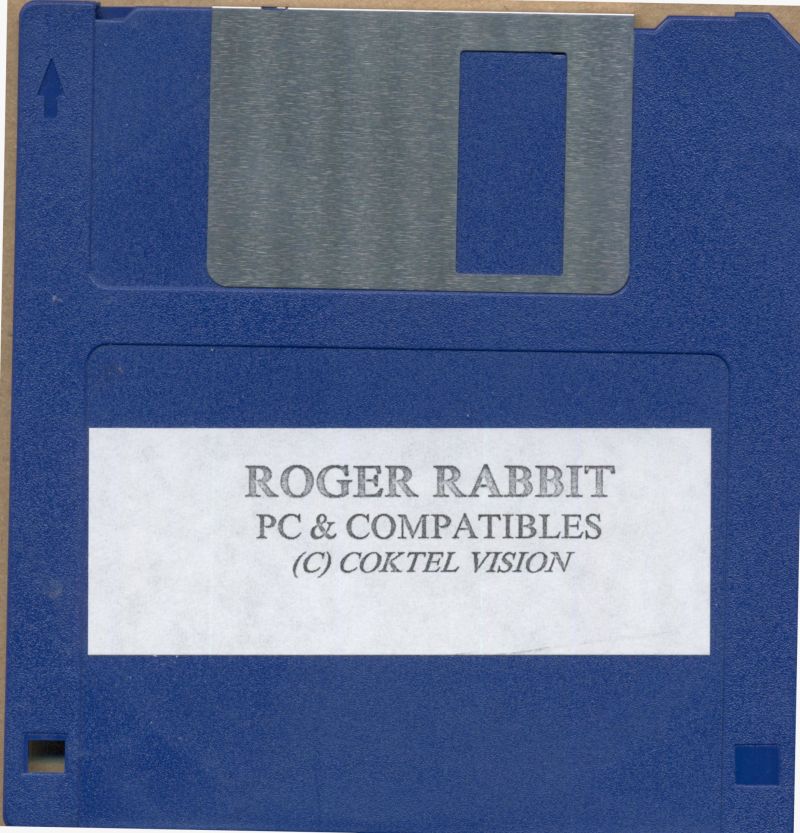 ROGER RABBIT
PC & COMPATIBLES
(C) COKTEL VISION